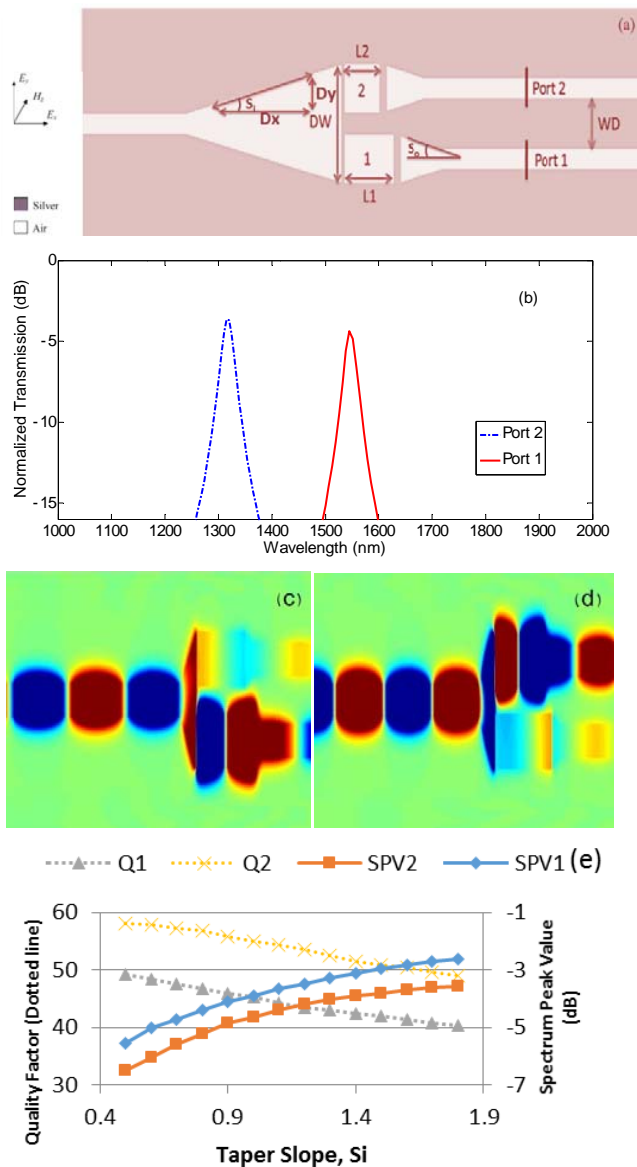 (a)
L2
Ey
Hz
Ex
Si
Dy
2
Port 2
Dx
DW
WD
1
So
Port 1
L1
Silver
Air
Normalized Transmission (dB)
0
-5
-10
-15
(b)
Port 2
Port 1
1000 1100 1200 1300 1400 1500 1600 1700 1800 1900 2000
Wavelength (nm)
(c)
(d)
Q1 Q2 SPV2 SPV1 (e)
Quality Factor (Dotted line)
60
50
40
30
-1
-3
-5
-7
Spectrum Peak Value (dB)
0.4 0.9 1.4 1.9
Taper Slope, Si